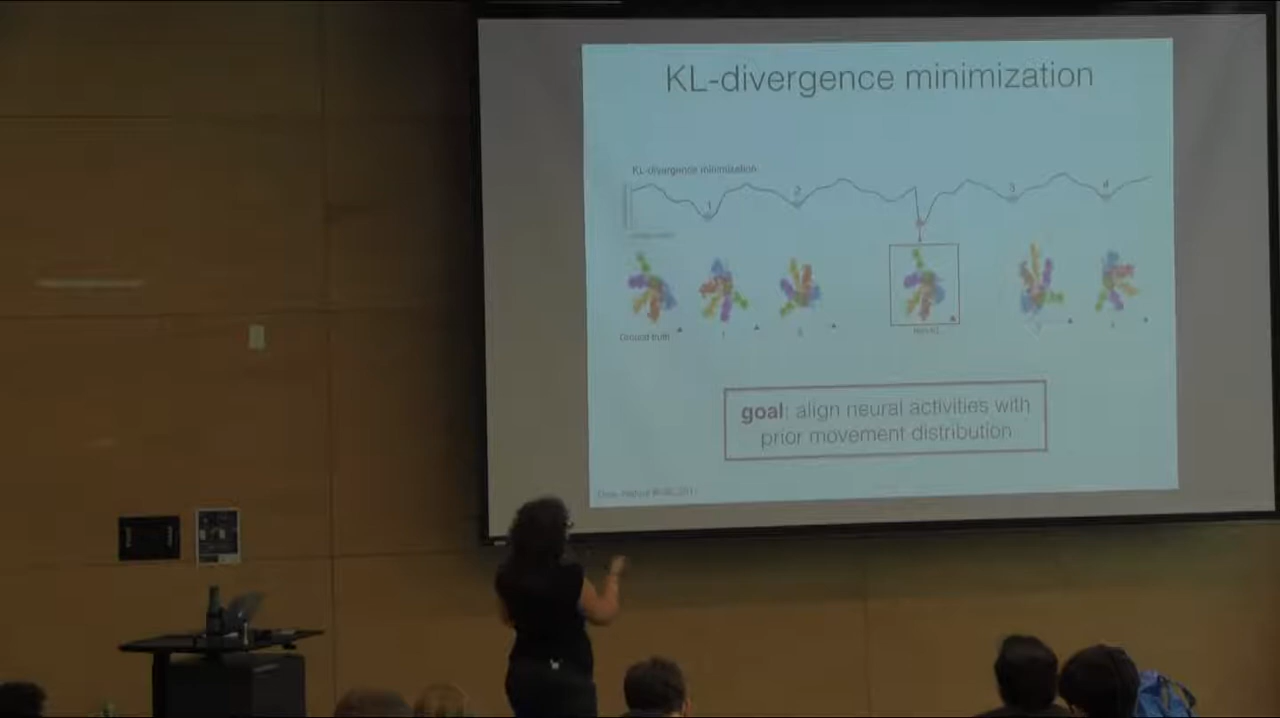 KL-divergence minimization
KL-divergence minimization
1
2
3
4
Ground truth
goal: align neural activities with
prior movement distribution